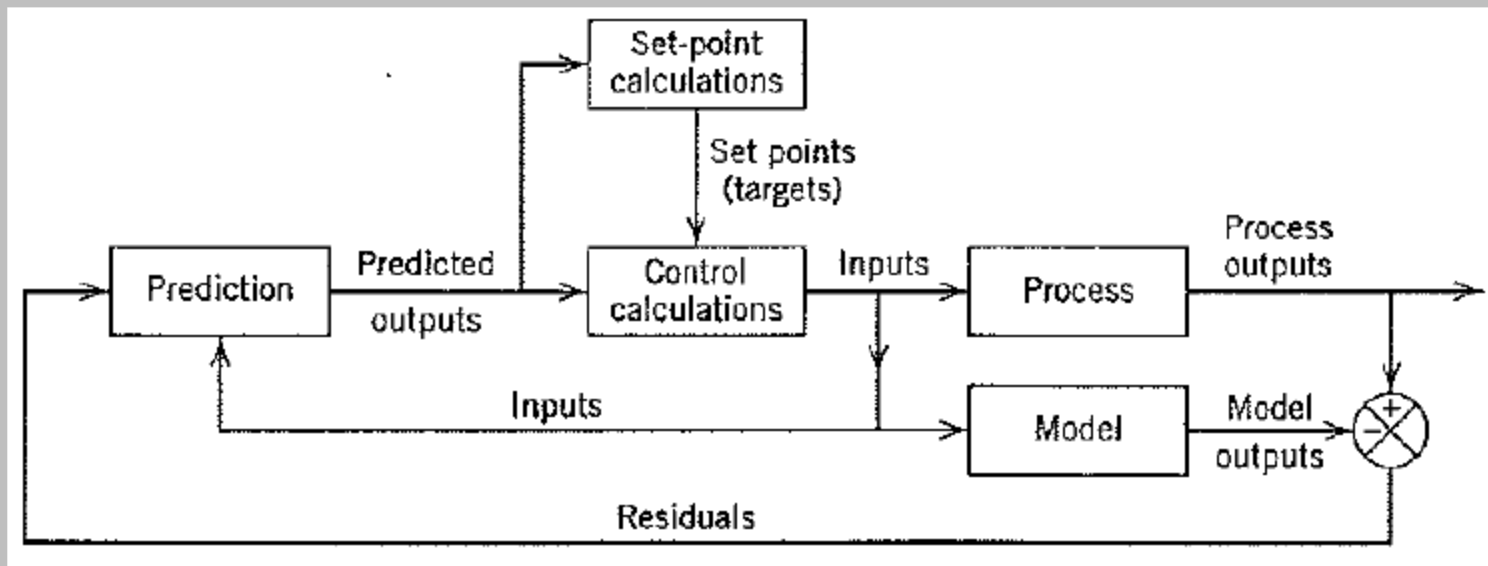 Set-point
calculations
Set points
(targets)
Prediction
Predicted
outputs
Control
calculations
Inputs
Process
Process
outputs
Inputs
Model
Model
outputs
+
−
Residuals